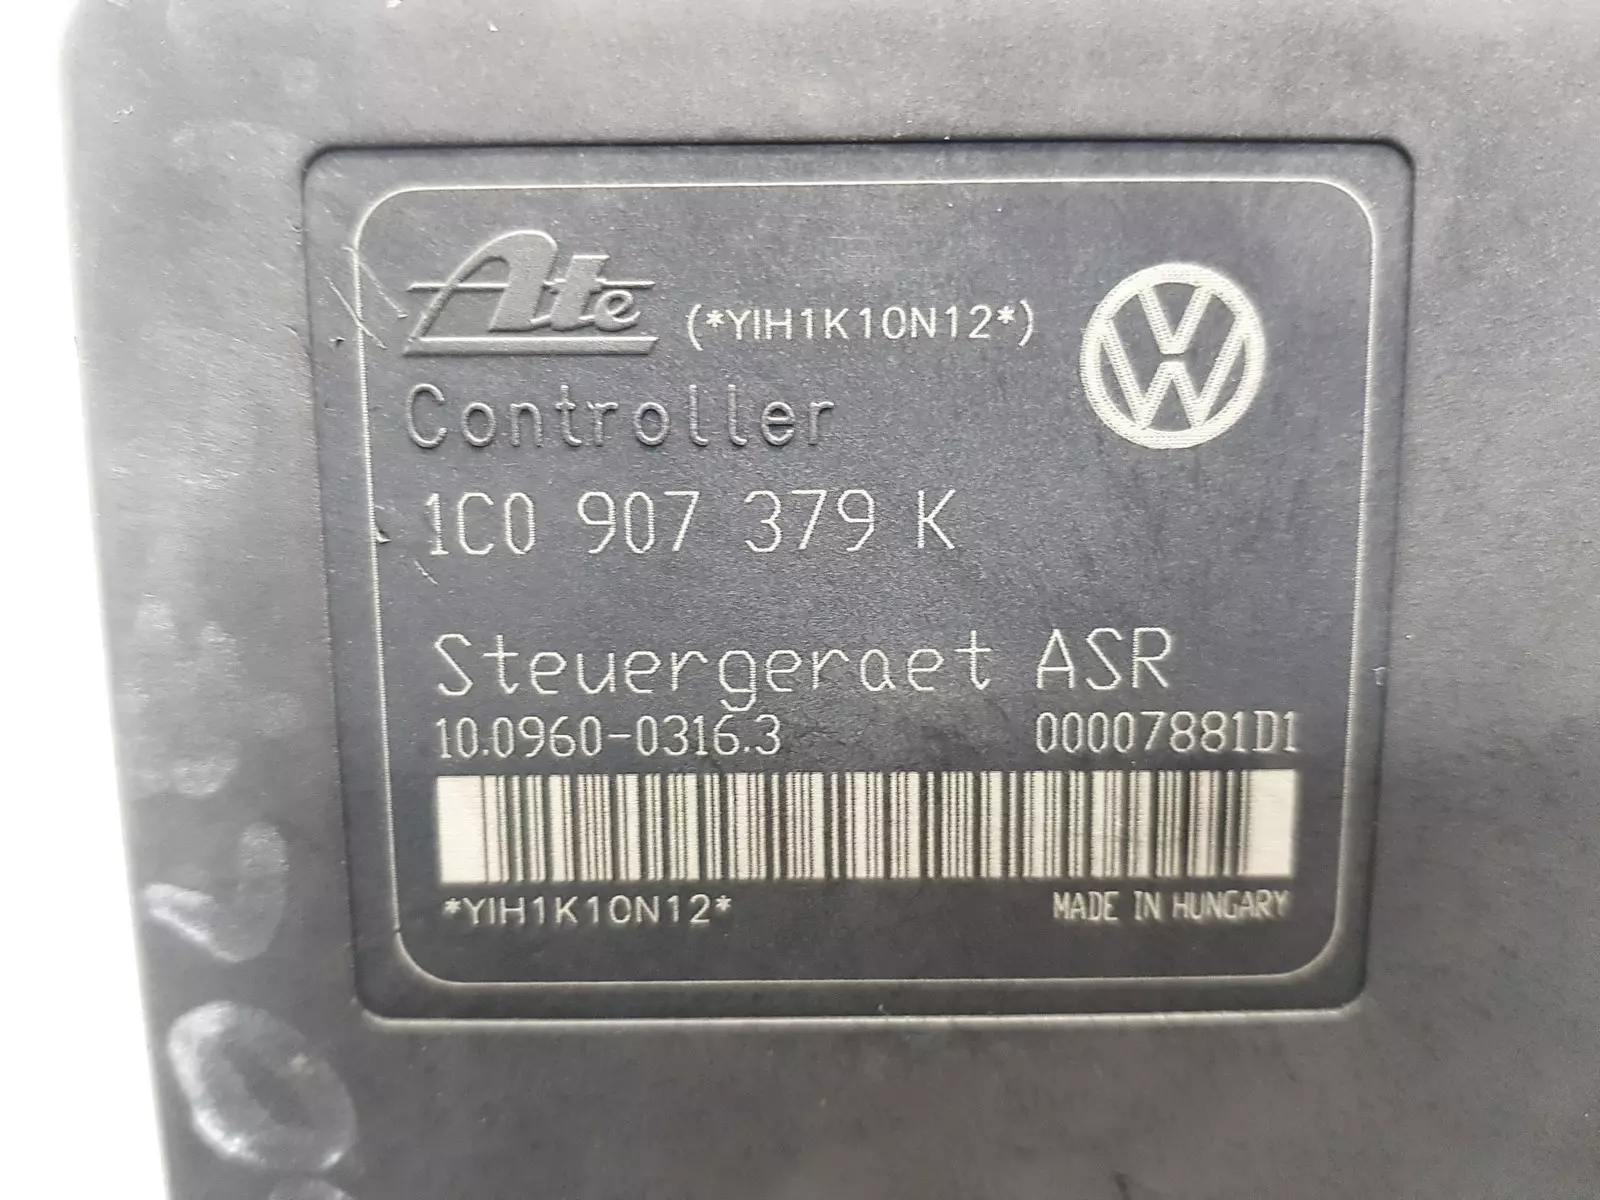 Ate (*YIH1K10N12*)
Controller
1C0 907 379 K
Steuergeraet ASR
10.0960-0316.3 00007881D1
*YIH1K10N12* MADE IN HUNGARY